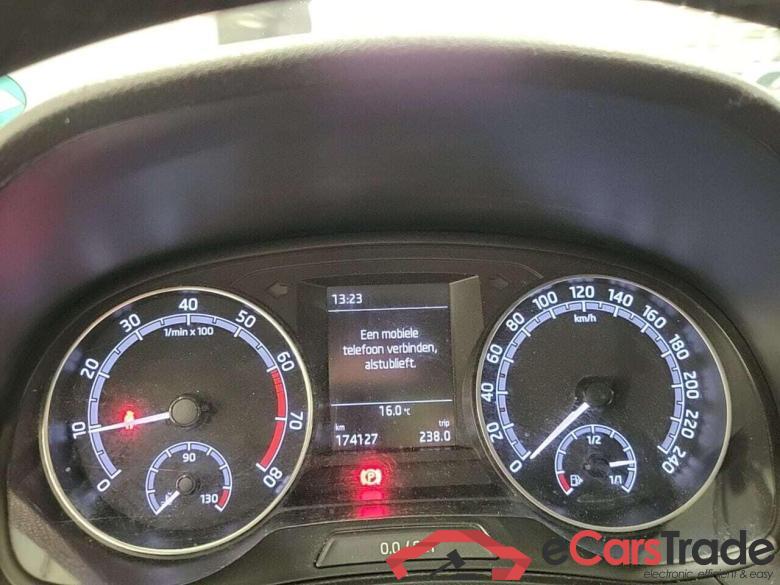 13:23
Een mobiele
telefoon verbinden,
alstublieft.
16.0 °C
km
trip
174127
238.0
0
10
20
30
40
50
60
70
80
1/min x 100
90
130
0
20
40
60
80
100
120
140
160
180
200
220
240
km/h
1/2
1/1
P
eCarsTrade
electronic, efficient & easy